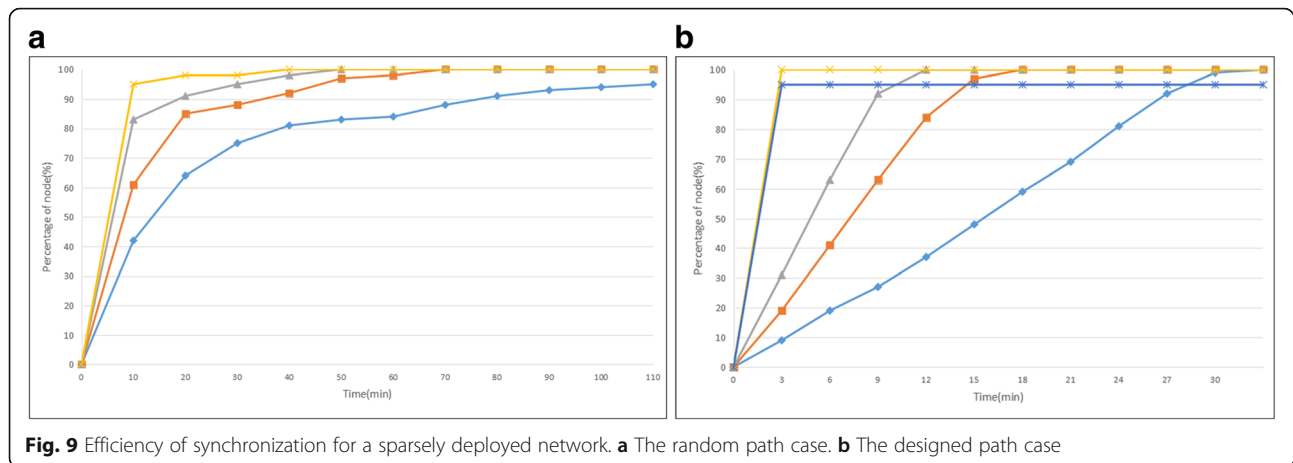 a
Percentage of node(%)
100
90
80
70
60
50
40
30
20
10
0
0 10 20 30 40 50 60 70 80 90 100 110
Time(min)
b
Percentage of node(%)
100
90
80
70
60
50
40
30
20
10
0
0 3 6 9 12 15 18 21 24 27 30
Time(min)
Fig. 9 Efficiency of synchronization for a sparsely deployed network. a The random path case. b The designed path case